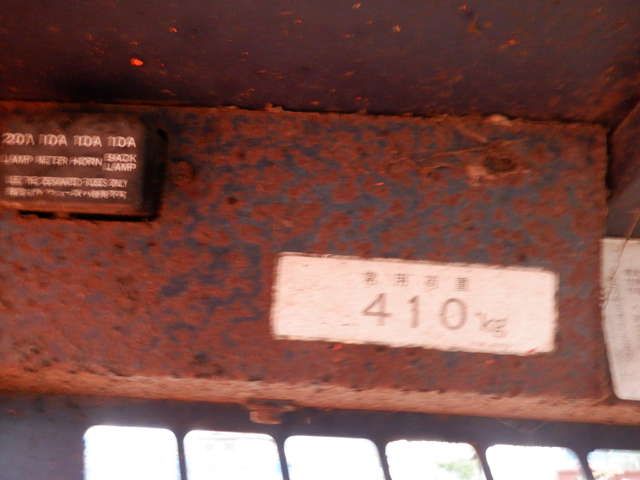 20A 10A 10A 10A
LAMP METER HORN BACK LAMP
USE THE DESIGNATED FUSES ONLY
常用荷重
410kg